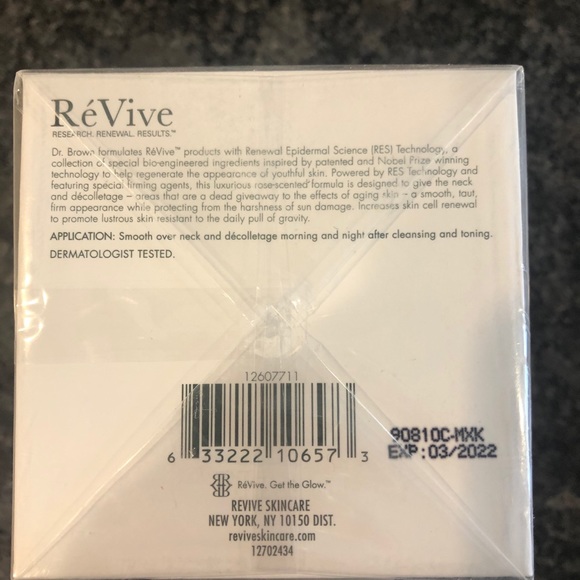 RéVive
RESEARCH. RENEWAL. RESULTS.™
Dr. Brown formulates RéVive™ products with Renewal Epidermal Science (RES) Technology, a
collection of special bio-engineered ingredients inspired by patented and Nobel Prize winning
technology to help regenerate the appearance of youthful skin. Powered by RES Technology and
featuring special firming agents, this luxurious rose-scented formula is designed to give the neck
and décolletage – areas that are a dead giveaway to the effects of aging skin – a smooth, taut,
firm appearance while protecting from the harshness of sun damage. Increases skin cell renewal
to promote lustrous skin resistant to the daily pull of gravity.
APPLICATION: Smooth over neck and décolletage morning and night after cleansing and toning.
DERMATOLOGIST TESTED.
12607711
6 33222 10657 3
90810C-MXK
EXP:03/2022
RéVive. Get the Glow.™
REVIVE SKINCARE
NEW YORK, NY 10150 DIST.
reviveskincare.com
12702434